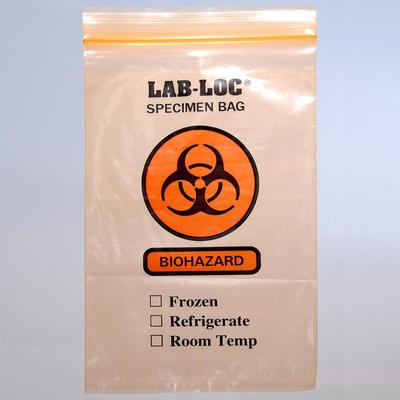 LAB-LOC®
SPECIMEN BAG
BIOHAZARD
☐ Frozen
☐ Refrigerate
☐ Room Temp